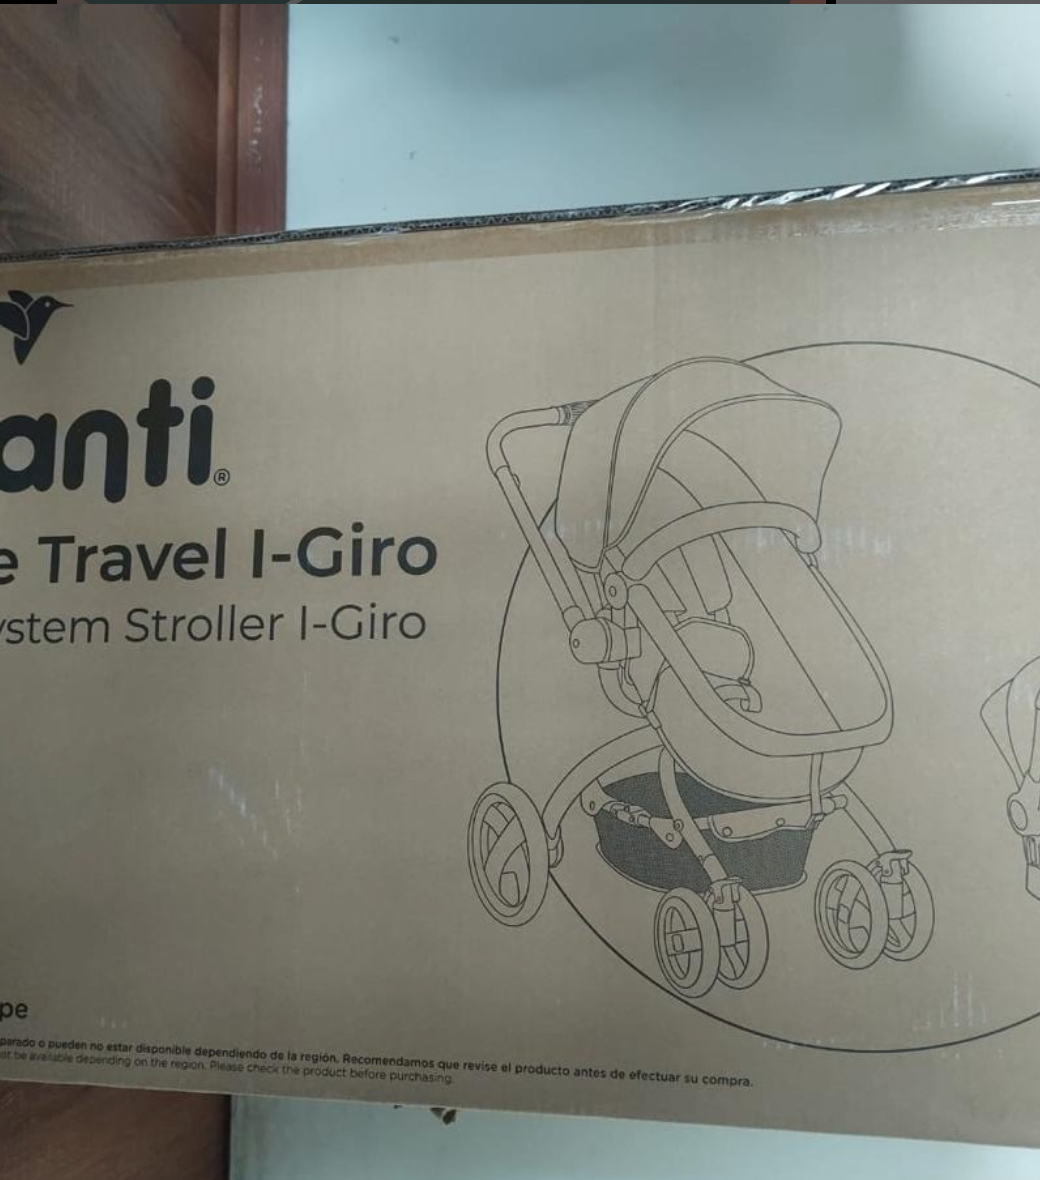 anti®
e Travel I-Giro
ystem Stroller I-Giro
pe
parado o pueden no estar disponible dependiendo de la región. Recomendamos que revise el producto antes de efectuar su compra.
not be available depending on the region. Please check the product before purchasing.